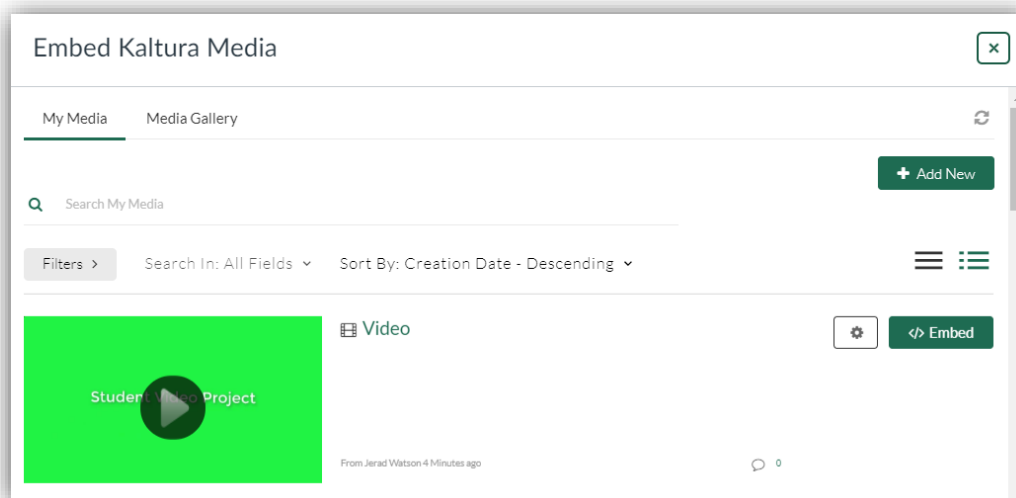 Embed Kaltura Media
My Media Media Gallery
+ Add New
Search My Media
Filters > Search In: All Fields Sort By: Creation Date - Descending
Video
</> Embed
Student Video Project
From Jerad Watson 4 Minutes ago
0